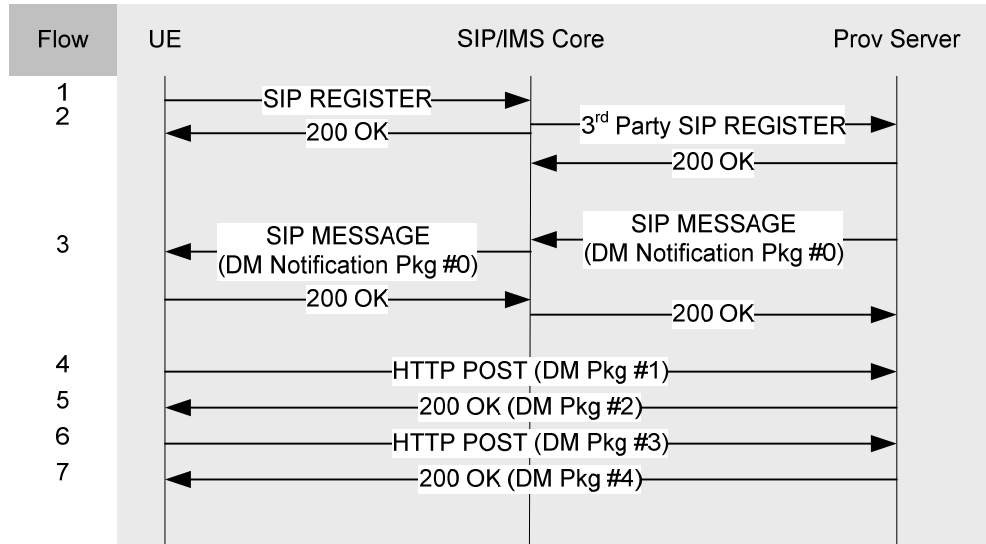 Flow UE SIP/IMS Core Prov Server
1 SIP REGISTER
2 200 OK 3rd Party SIP REGISTER
200 OK
3 SIP MESSAGE
(DM Notification Pkg #0)
SIP MESSAGE
(DM Notification Pkg #0)
200 OK
200 OK
4 HTTP POST (DM Pkg #1)
5 200 OK (DM Pkg #2)
6 HTTP POST (DM Pkg #3)
7 200 OK (DM Pkg #4)